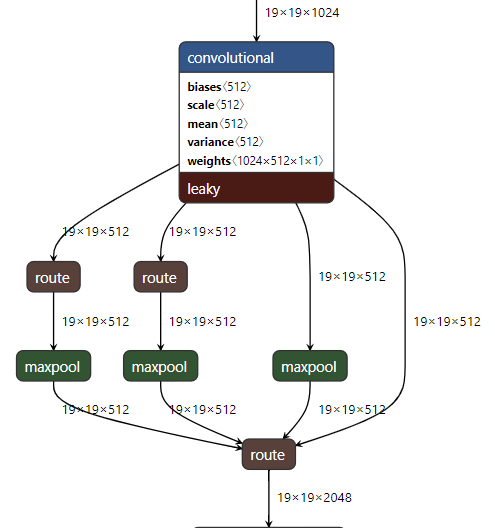 19×19×1024
convolutional
biases〈512〉
scale〈512〉
mean〈512〉
variance〈512〉
weights〈1024×512×1×1〉
leaky
19×19×512
19×19×512
19×19×512
19×19×512
route
route
19×19×512
19×19×512
maxpool
maxpool
maxpool
19×19×512
19×19×512
19×19×512
route
19×19×2048